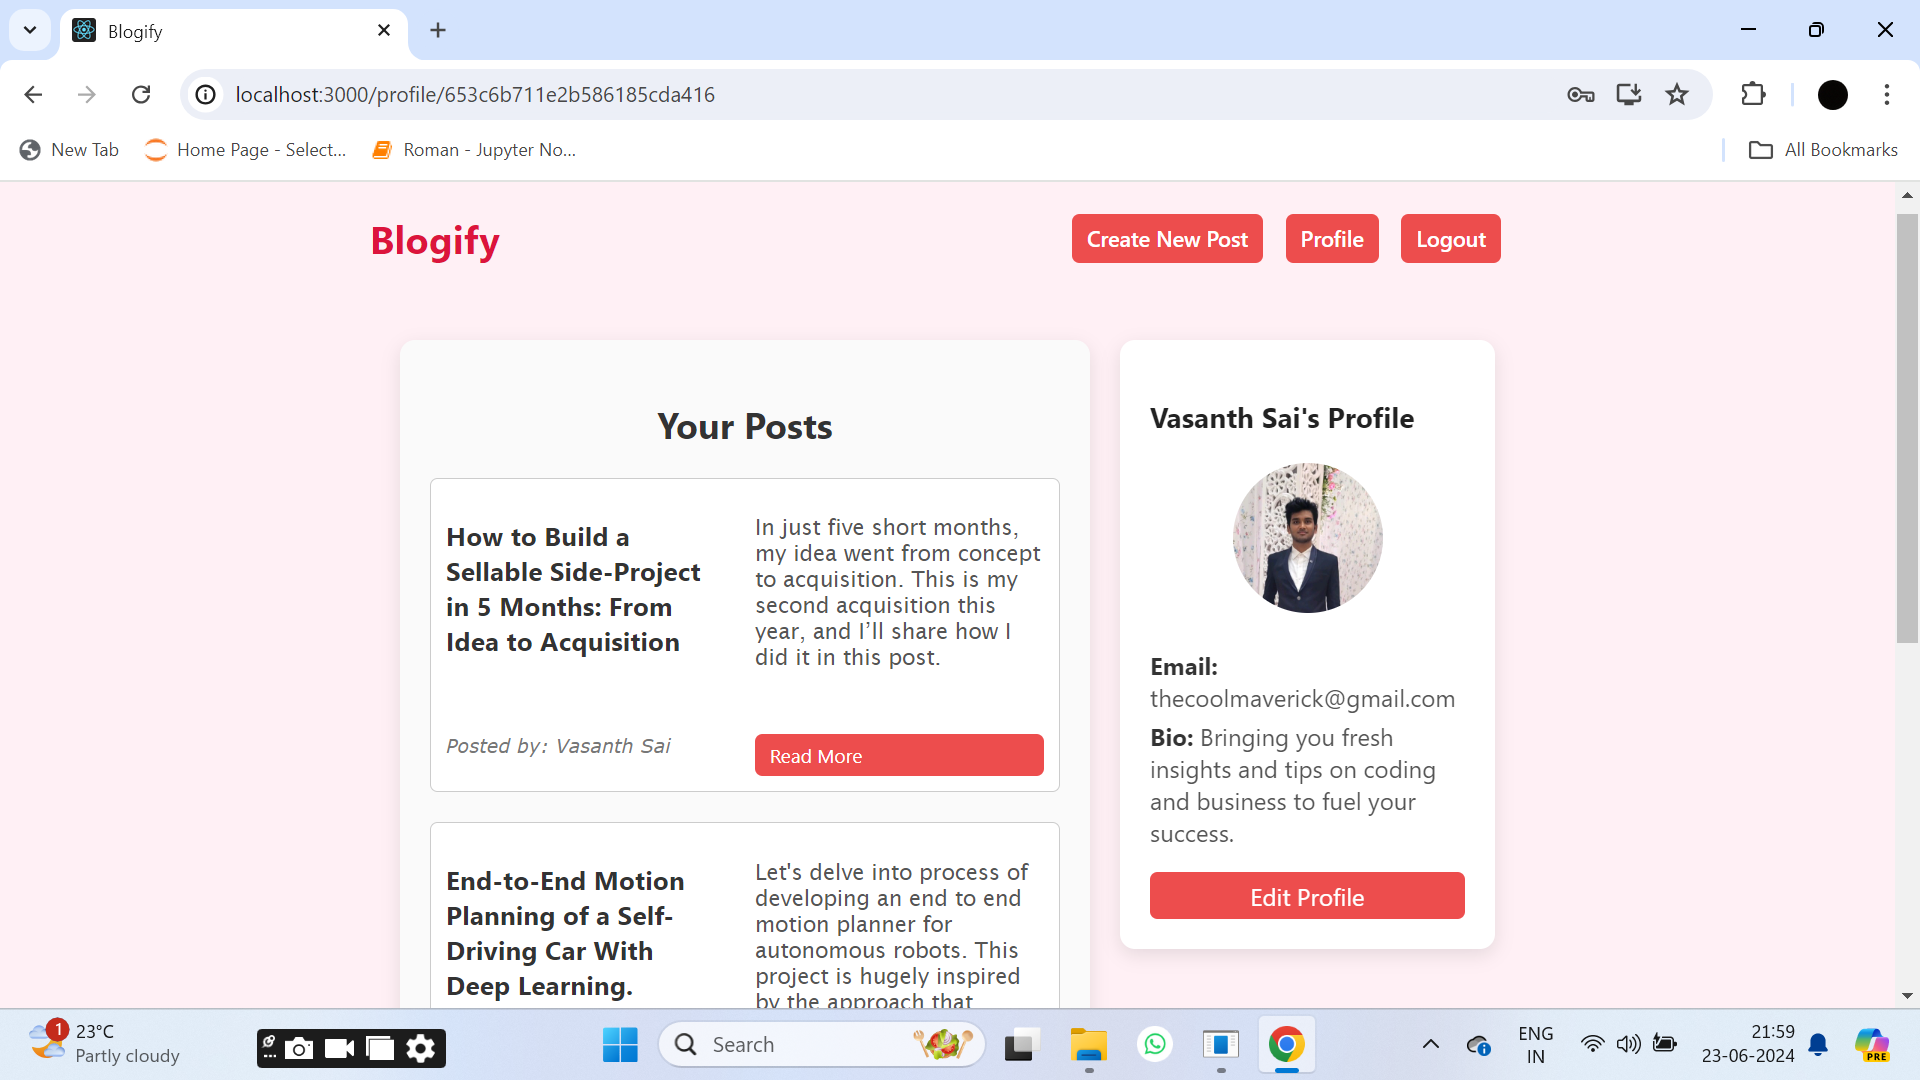 Blogify
localhost:3000/profile/653c6b711e2b586185cda416
New Tab
Home Page - Select...
Roman - Jupyter No...
All Bookmarks
Blogify
Create New Post
Profile
Logout
Your Posts
How to Build a
Sellable Side-Project
in 5 Months: From
Idea to Acquisition
In just five short months,
my idea went from concept
to acquisition. This is my
second acquisition this
year, and I’ll share how I
did it in this post.
Posted by: Vasanth Sai
Read More
End-to-End Motion
Planning of a Self-
Driving Car With
Deep Learning.
Let's delve into process of
developing an end to end
motion planner for
autonomous robots. This
project is hugely inspired
by the approach that
Vasanth Sai's Profile
Email:
thecoolmaverick@gmail.com
Bio: Bringing you fresh
insights and tips on coding
and business to fuel your
success.
Edit Profile
1
23°C
Partly cloudy
Search
ENG
IN
21:59
23-06-2024
PRE